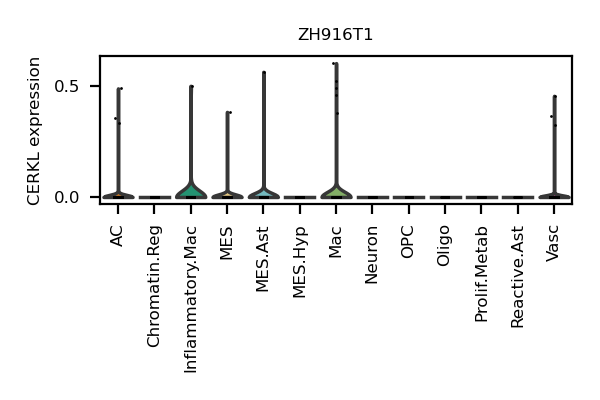 ZH916T1
CERKL expression
0.5
0.0
AC
Chromatin.Reg
Inflammatory.Mac
MES
MES.Ast
MES.Hyp
Mac
Neuron
OPC
Oligo
Prolif.Metab
Reactive.Ast
Vasc